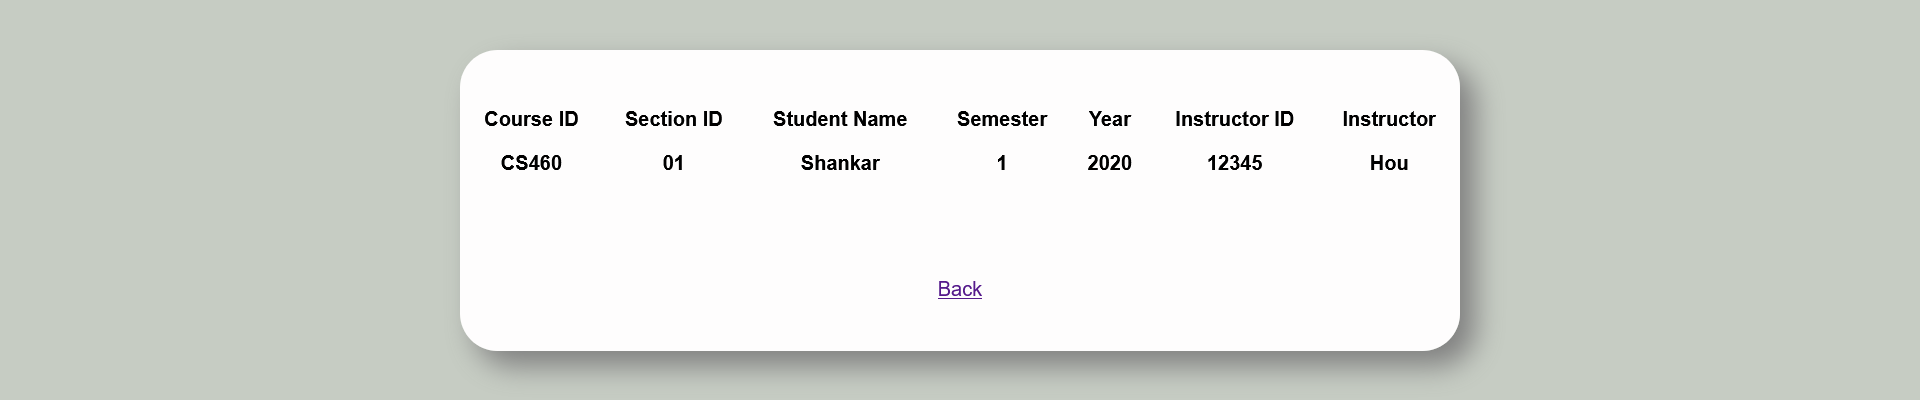 Course ID Section ID Student Name Semester Year Instructor ID Instructor
CS460 01 Shankar 1 2020 12345 Hou
Back